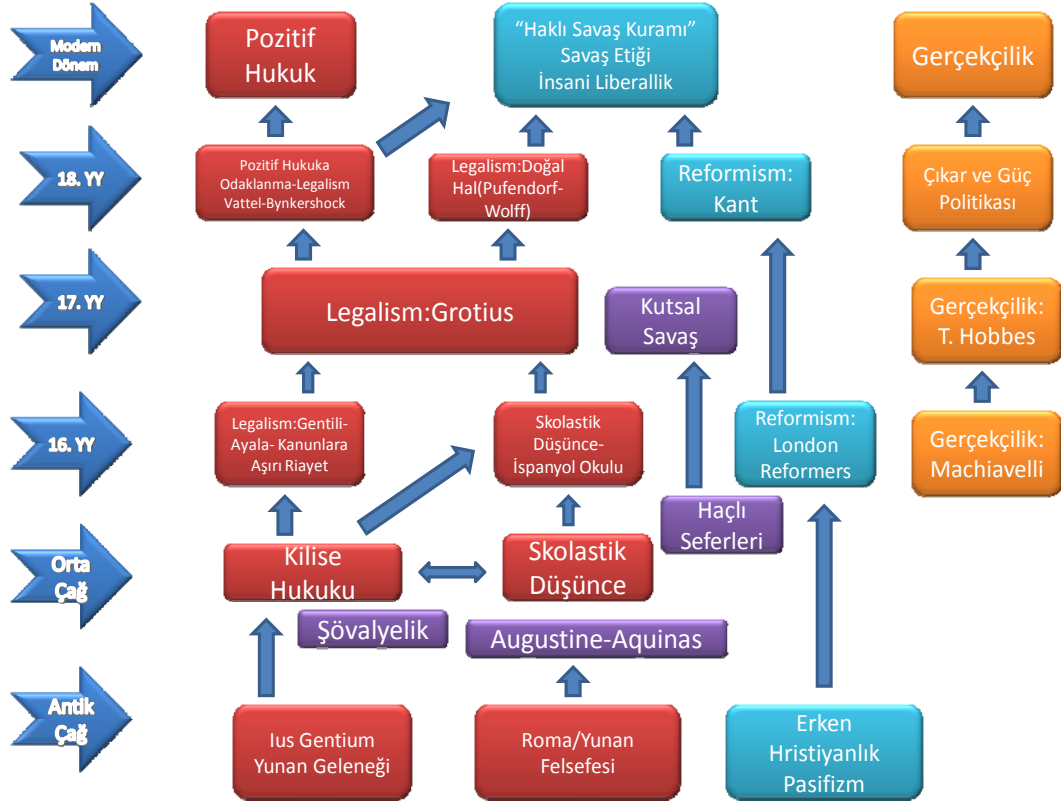 Modern
Dönem
Pozitif
Hukuk
“Haklı Savaş Kuramı”
Savaş Etiği
İnsani Liberallik
Gerçekçilik
18. YY
Pozitif Hukuka
Odaklanma-Legalism
Vattel-Bynkershock
Legalism:Doğal
Hal(Pufendorf-
Wolff)
Reformism:
Kant
Çıkar ve Güç
Politikası
17. YY
Legalism:Grotius
Kutsal
Savaş
Gerçekçilik:
T. Hobbes
16. YY
Legalism:Gentili-
Ayala- Kanunlara
Aşırı Riayet
Skolastik
Düşünce-
İspanyol Okulu
Reformism:
London
Reformers
Gerçekçilik:
Machiavelli
Haçlı
Seferleri
Orta
Çağ
Kilise
Hukuku
Skolastik
Düşünce
Şövalyelik
Augustine-Aquinas
Antik
Çağ
Ius Gentium
Yunan Geleneği
Roma/Yunan
Felsefesi
Erken
Hristiyanlık
Pasifizm